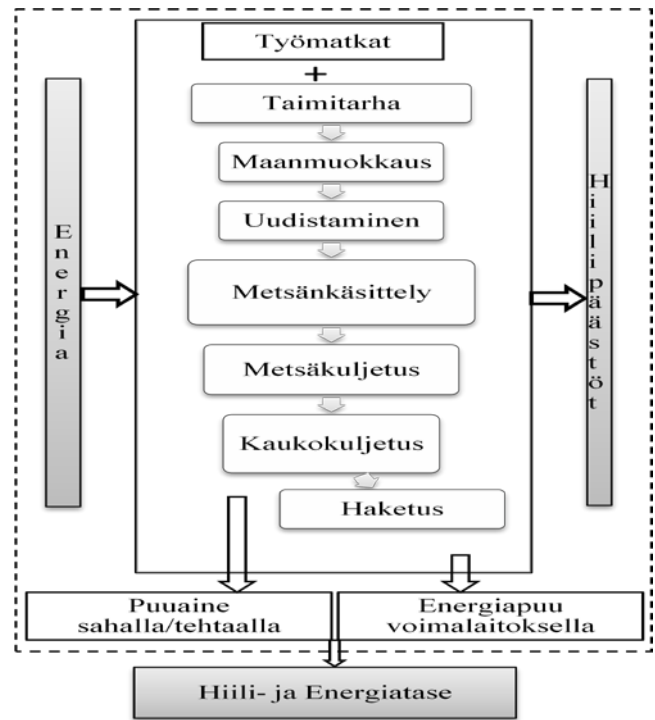 Työmatkat
+
Taimitarha
Maanmuokkaus
Uudistaminen
Energia
Metsänkäsittely
Hiilipäästöt
Metsäkuljetus
Kaukokuljetus
Haketus
Puuaine
sahalla/tehtaalla
Energiapuu
voimalaitoksella
Hiili- ja Energiatase